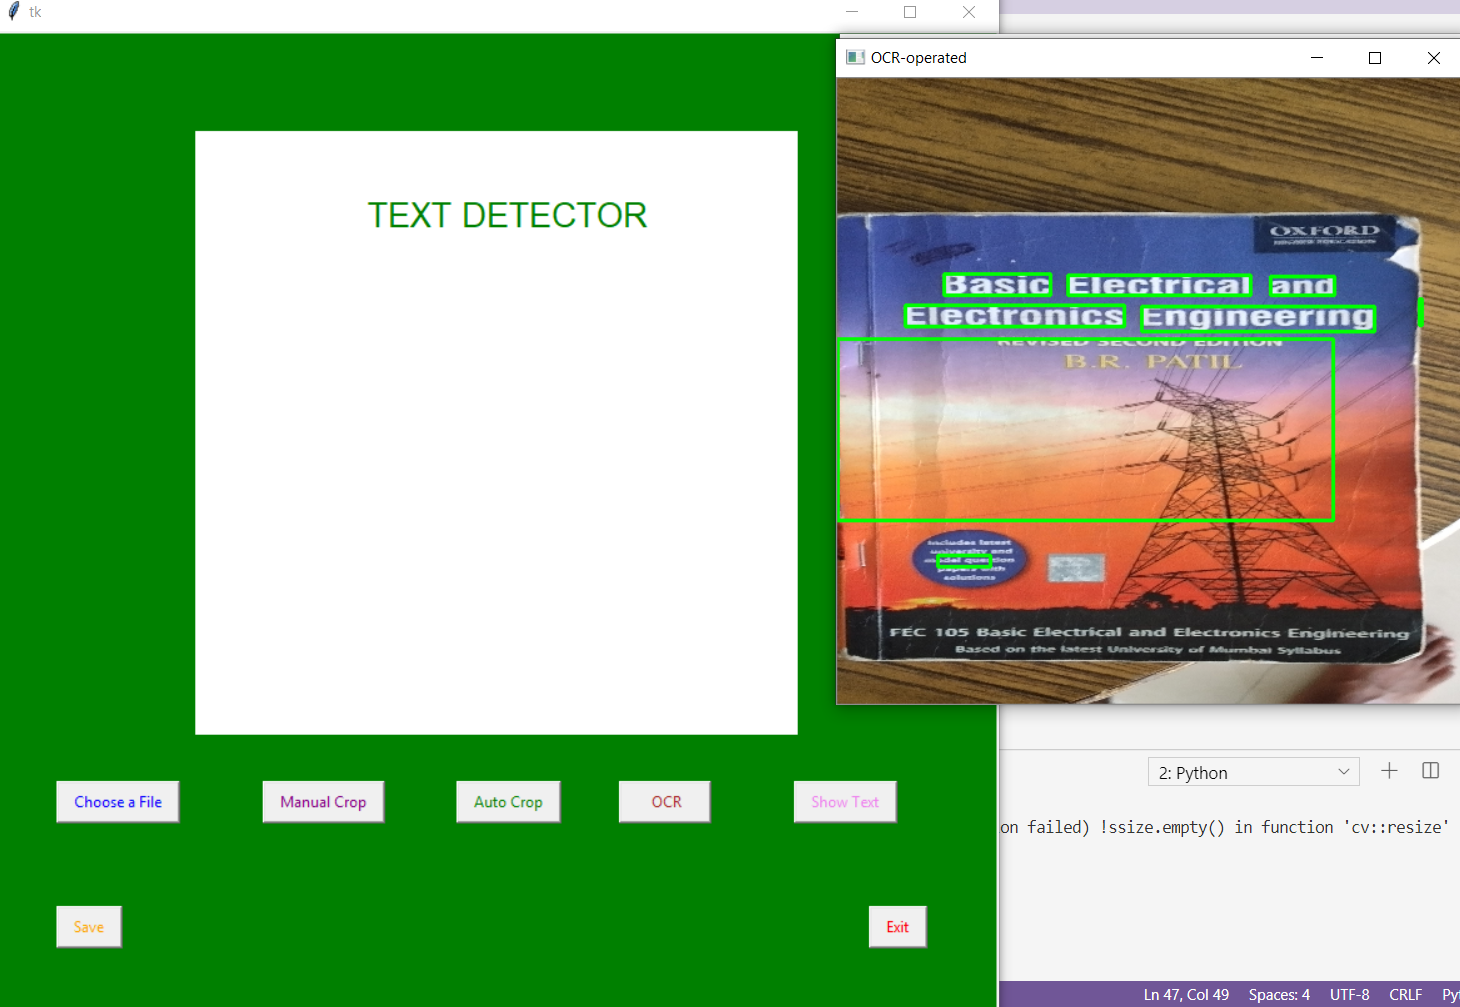 tk
TEXT DETECTOR
Choose a File
Manual Crop
Auto Crop
OCR
Show Text
Save
Exit
OCR-operated
OXFORD
HIGHER EDUCATION
Basic Electrical and
Electronics Engineering
REVISED SECOND EDITION
B.R. PATIL
Includes latest
university and
model question
papers with
solutions
FEC 105 Basic Electrical and Electronics Engineering
Based on the latest University of Mumbai Syllabus
2: Python
on failed) !ssize.empty() in function 'cv::resize'
Ln 47, Col 49 Spaces: 4 UTF-8 CRLF Py